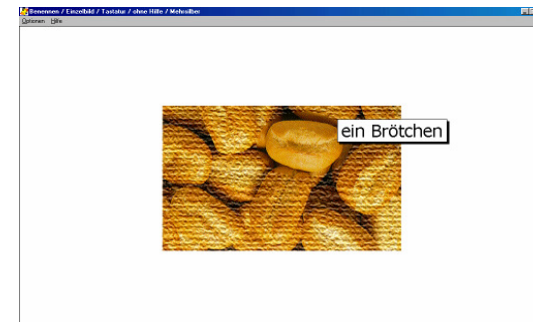 Benennen / Einzelbild / Tastatur / ohne Hilfe / Mehrsilber
Optionen Hilfe
ein Brötchen